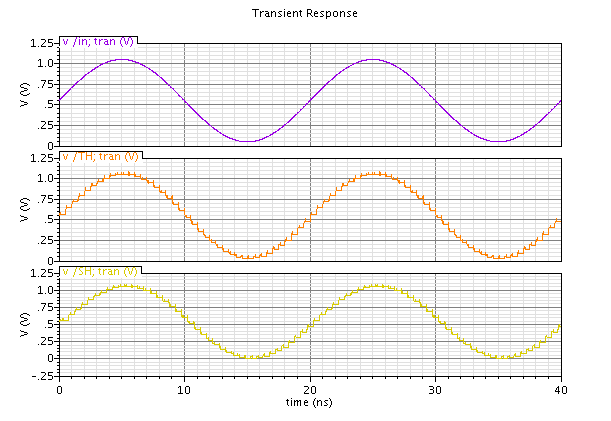 Transient Response
v /in; tran (V)
1.25
1.0
.75
.5
.25
0
V (V)
v /TH; tran (V)
1.25
1.0
.75
.5
.25
0
V (V)
v /SH; tran (V)
1.25
1.0
.75
.5
.25
0
-.25
V (V)
0 10 20 30 40
time (ns)